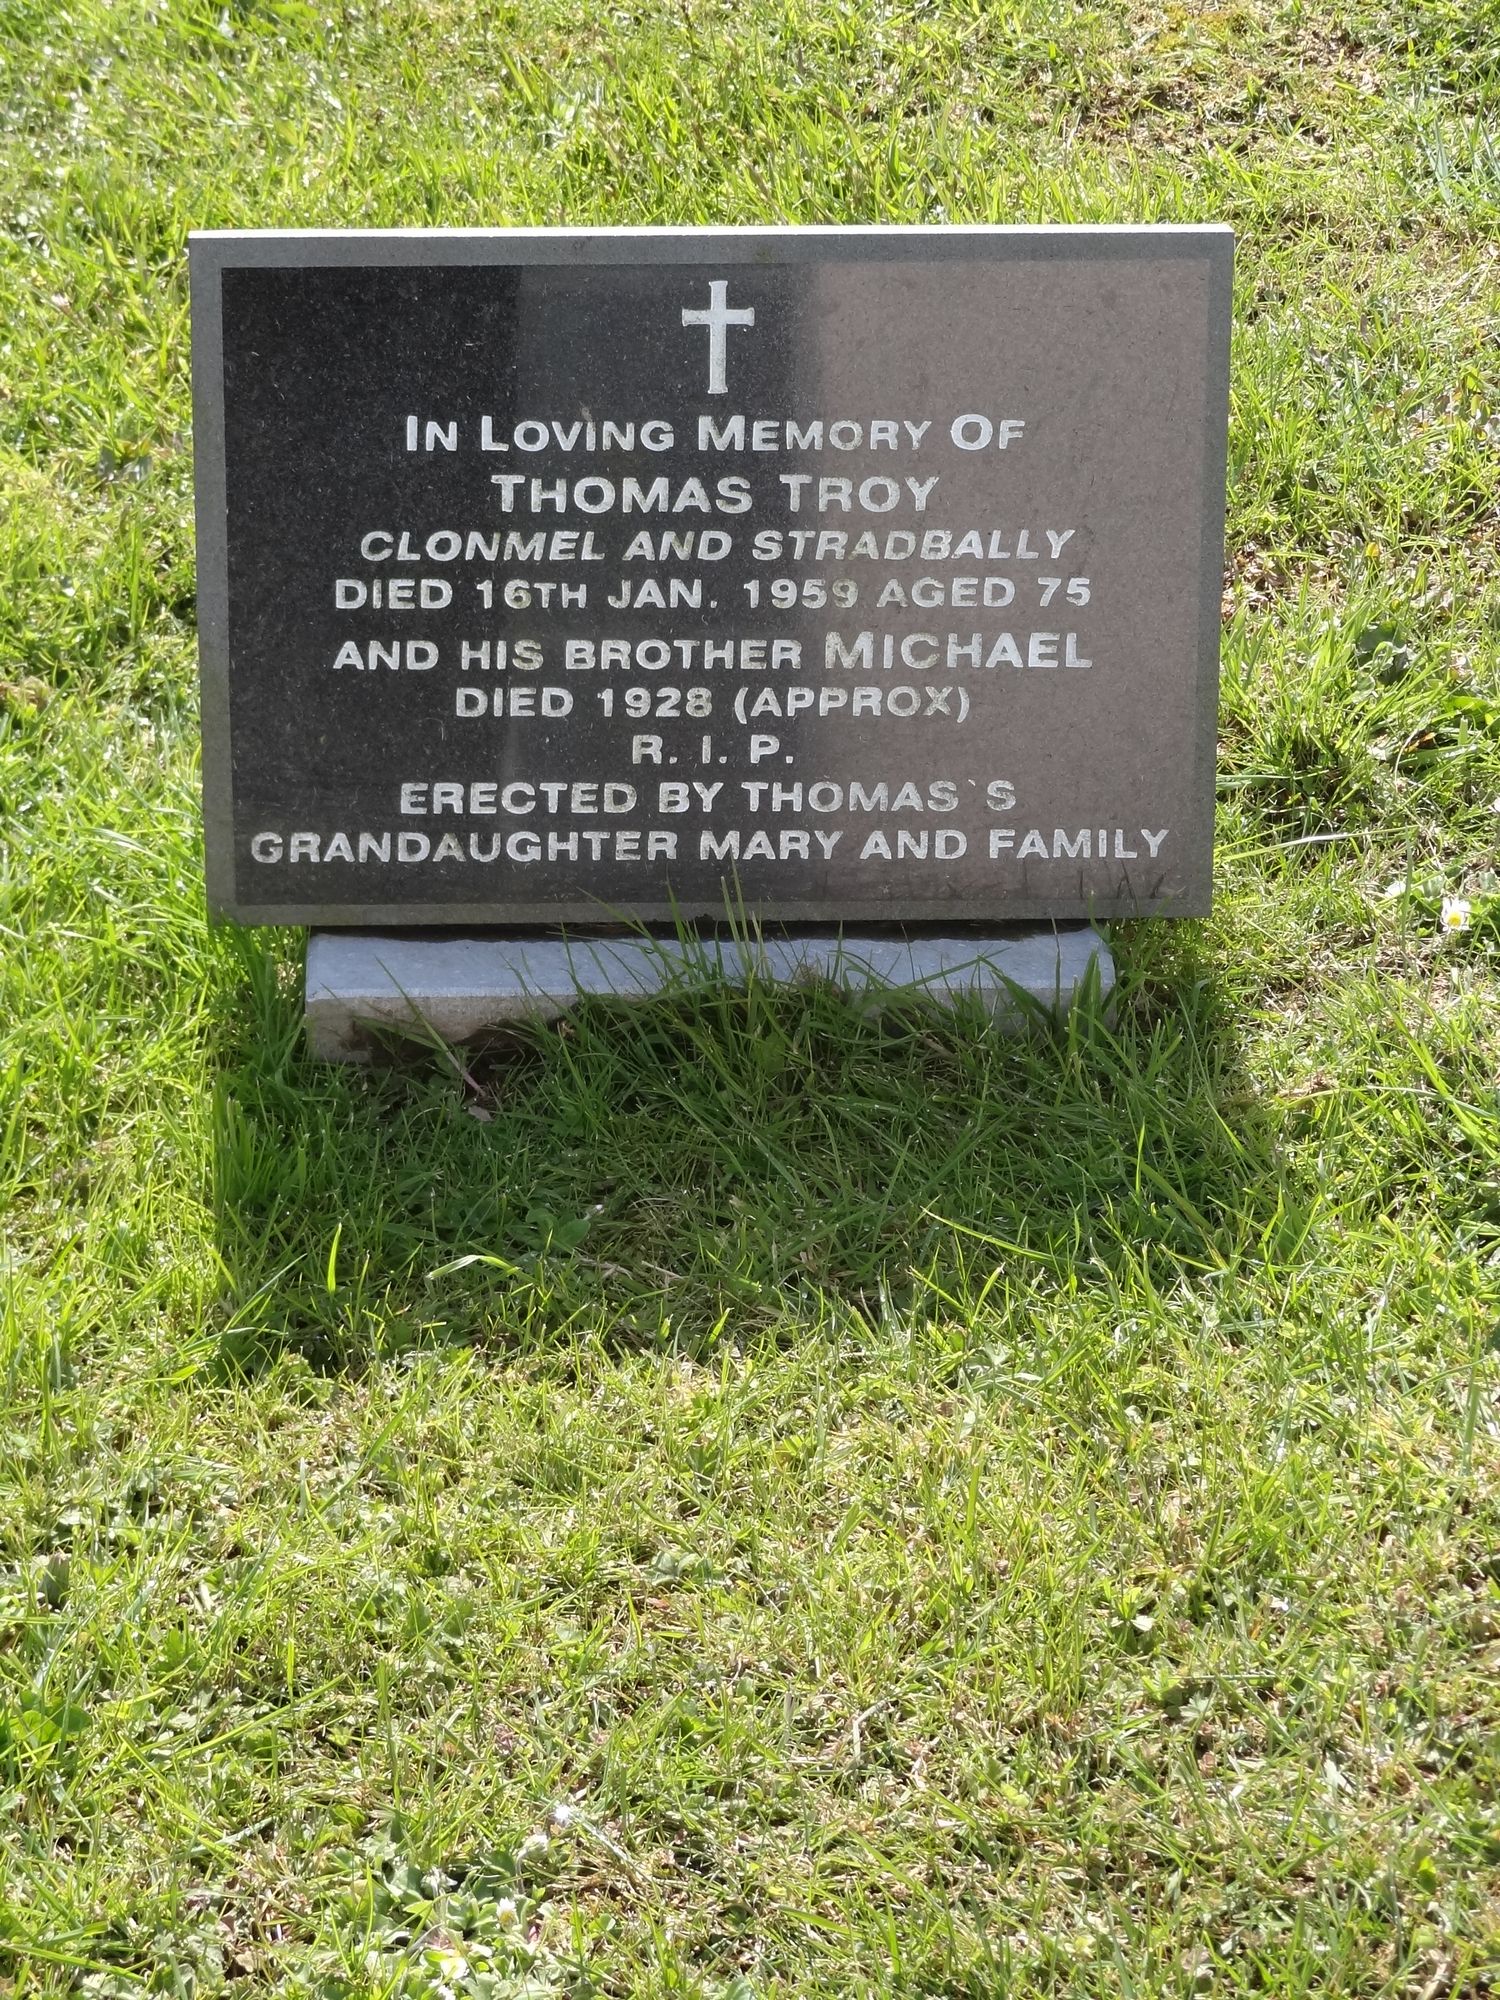 IN LOVING MEMORY OF
THOMAS TROY
CLONMEL AND STRADBALLY
DIED 16TH JAN. 1959 AGED 75
AND HIS BROTHER MICHAEL
DIED 1928 (APPROX)
R. I. P.
ERECTED BY THOMAS`S
GRANDAUGHTER MARY AND FAMILY